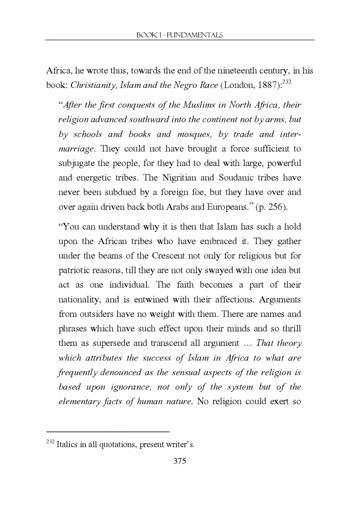 BOOK I - FUNDAMENTALS
Africa, he wrote thus, towards the end of the nineteenth century, in his
book: Christianity, Islam and the Negro Race (London, 1887):232
“After the first conquests of the Muslims in North Africa, their
religion advanced southward into the continent not by arms, but
by schools and books and mosques, by trade and inter-
marriage. They could not have brought a force sufficient to
subjugate the people, for they had to deal with large, powerful
and energetic tribes. The Nigritian and Soudanic tribes have
never been subdued by a foreign foe, but they have over and
over again driven back both Arabs and Europeans.” (p. 256).
“You can understand why it is then that Islam has such a hold
upon the African tribes who have embraced it. They gather
under the beams of the Crescent not only for religious but for
patriotic reasons, till they are not only swayed with one idea but
act as one individual. The faith becomes a part of their
nationality, and is entwined with their affections. Arguments
from outsiders have no weight with them. There are names and
phrases which have such effect upon their minds and so thrill
them as supersede and transcend all argument … That theory
which attributes the success of Islam in Africa to what are
frequently denounced as the sensual aspects of the religion is
based upon ignorance, not only of the system but of the
elementary facts of human nature. No religion could exert so
232 Italics in all quotations, present writer’s.
375